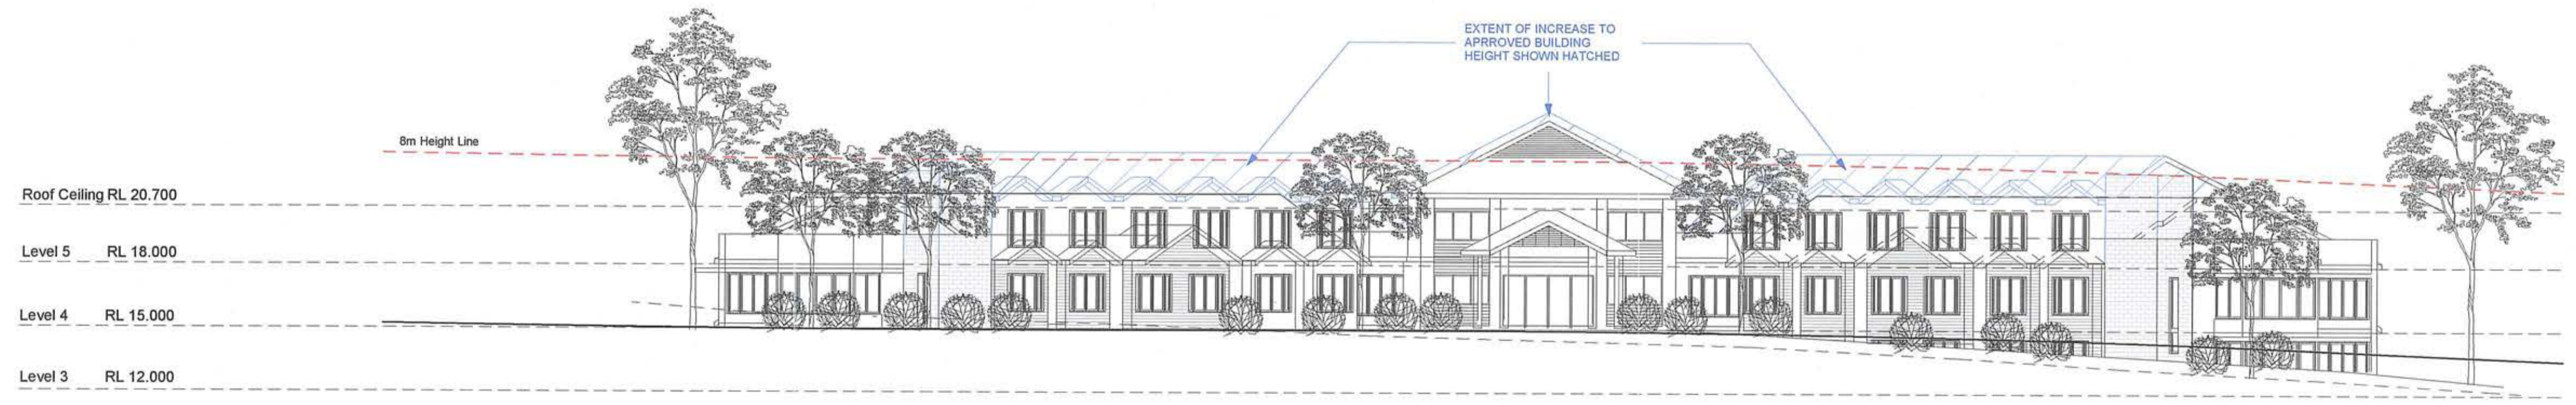 EXTENT OF INCREASE TO
APRROVED BUILDING
HEIGHT SHOWN HATCHED
8m Height Line
Roof Ceiling RL 20.700
Level 5 RL 18.000
Level 4 RL 15.000
Level 3 RL 12.000